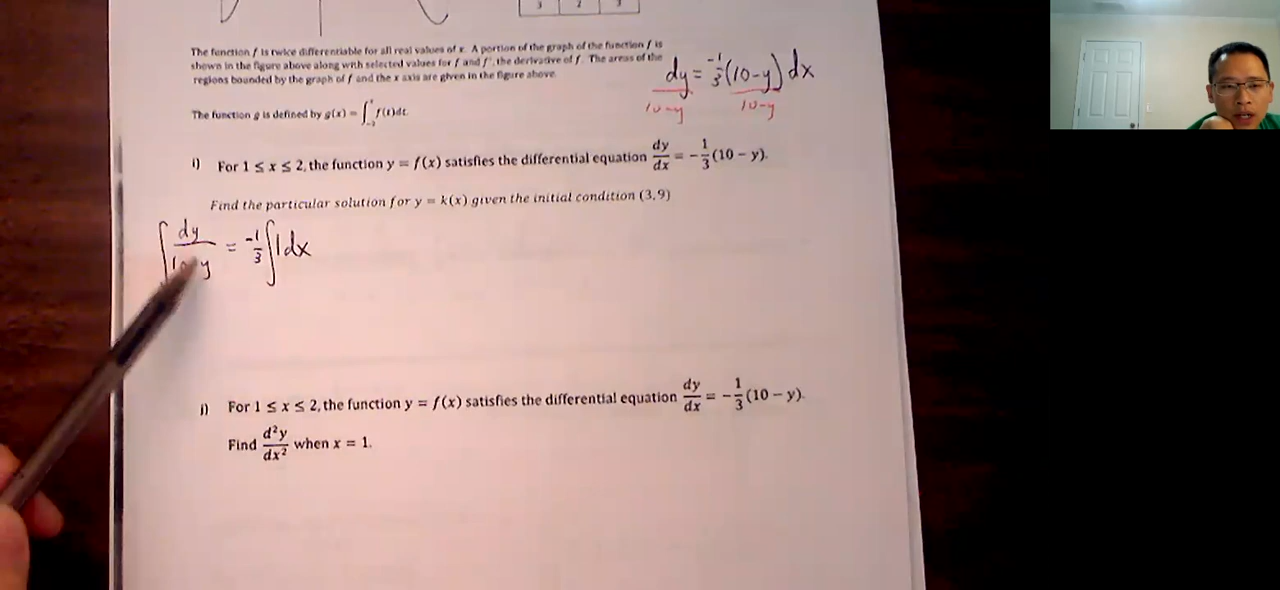 3 2 3
The function f is twice differentiable for all real values of x. A portion of the graph of the function f is
shown in the figure above along with selected values for f and f', the derivative of f. The areas of the
regions bounded by the graph of f and the x axis are given in the figure above.
dy = -1/3 (10-y) dx
10-y 10-y
The function g is defined by g(x) = ∫ f(t)dt.
i) For 1 ≤ x ≤ 2, the function y = f(x) satisfies the differential equation dy/dx = -1/3(10 − y).
Find the particular solution for y = k(x) given the initial condition (3,9)
∫ dy/10-y = -1/3 ∫ 1dx
j) For 1 ≤ x ≤ 2, the function y = f(x) satisfies the differential equation dy/dx = -1/3(10 − y).
Find d²y/dx² when x = 1.